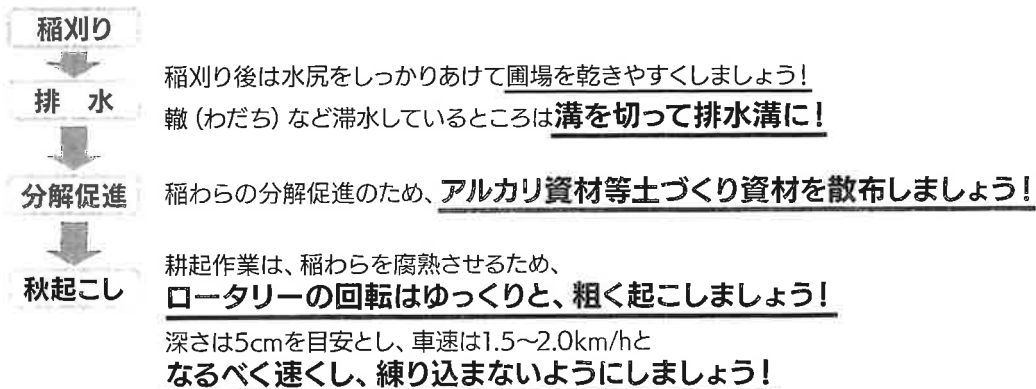 稲刈り
排 水
稲刈り後は水尻をしっかりあけて圃場を乾きやすくしましょう!
轍(わだち)など滞水しているところは溝を切って排水溝に!
分解促進
稲わらの分解促進のため、アルカリ資材等土づくり資材を散布しましょう!
秋起こし
耕起作業は、稲わらを腐熟させるため、
ロータリーの回転はゆっくりと、粗く起こしましょう!
深さは5cmを目安とし、車速は1.5~2.0km/hと
なるべく速くし、練り込まないようにしましょう!